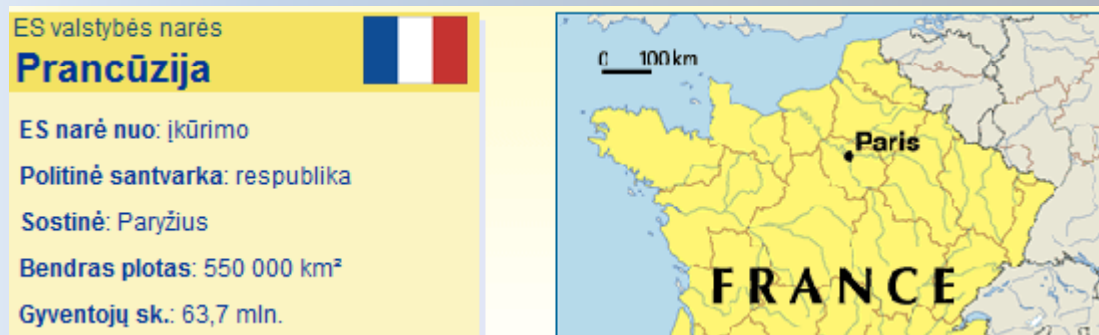 ES valstybės narės
Prancūzija
ES narė nuo: įkūrimo
Politinė santvarka: respublika
Sostinė: Paryžius
Bendras plotas: 550 000 km²
Gyventojų sk.: 63,7 mln.
0 100 km
Paris
FRANCE